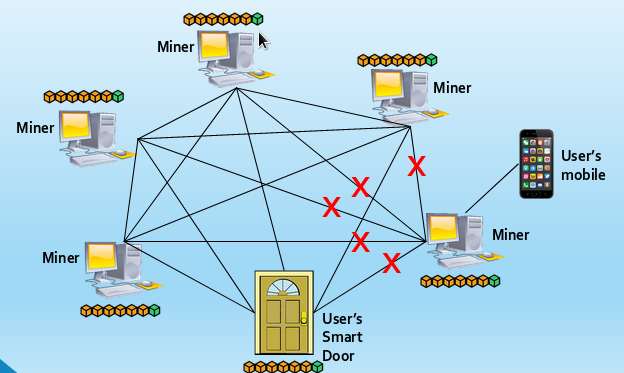 Miner
Miner
Miner
User's
mobile
Miner
Miner
User's
Smart
Door
X
X
X
X
X